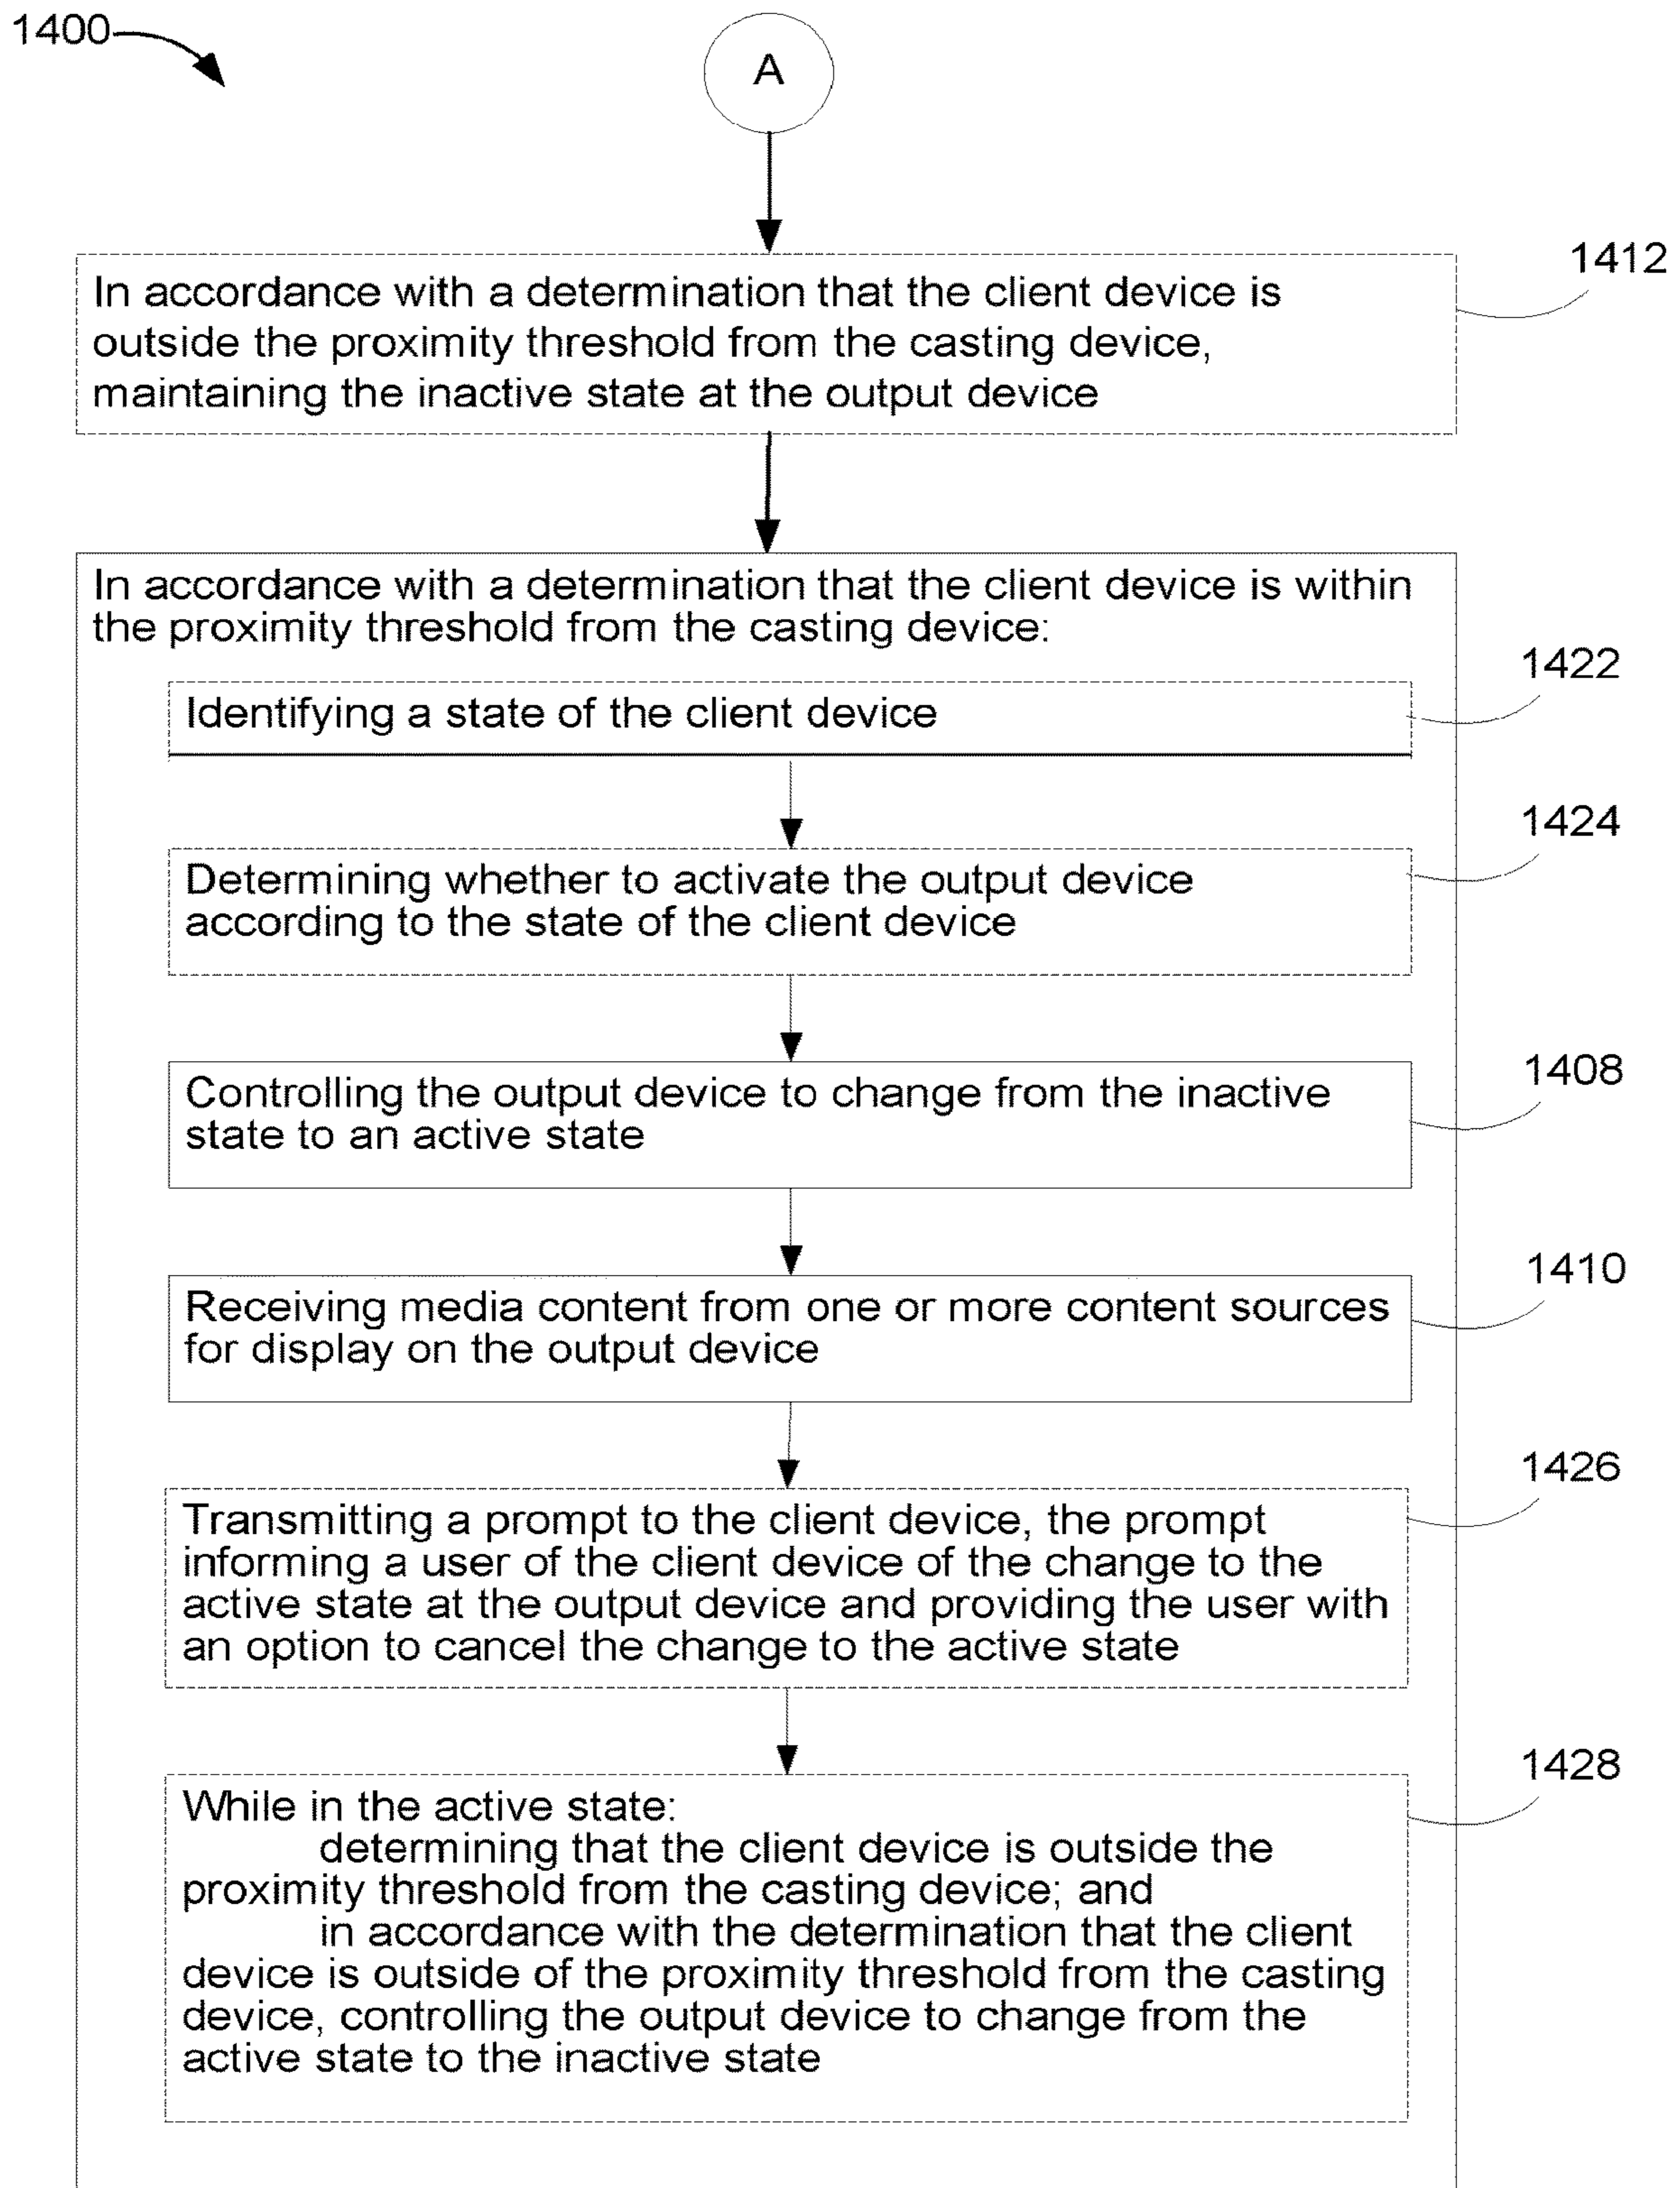 1400
A
1412
In accordance with a determination that the client device is
outside the proximity threshold from the casting device,
maintaining the inactive state at the output device
In accordance with a determination that the client device is within
the proximity threshold from the casting device:
1422
Identifying a state of the client device
1424
Determining whether to activate the output device
according to the state of the client device
1408
Controlling the output device to change from the inactive
state to an active state
1410
Receiving media content from one or more content sources
for display on the output device
1426
Transmitting a prompt to the client device, the prompt
informing a user of the client device of the change to the
active state at the output device and providing the user with
an option to cancel the change to the active state
1428
While in the active state:
determining that the client device is outside the
proximity threshold from the casting device; and
in accordance with the determination that the client
device is outside of the proximity threshold from the casting
device, controlling the output device to change from the
active state to the inactive state